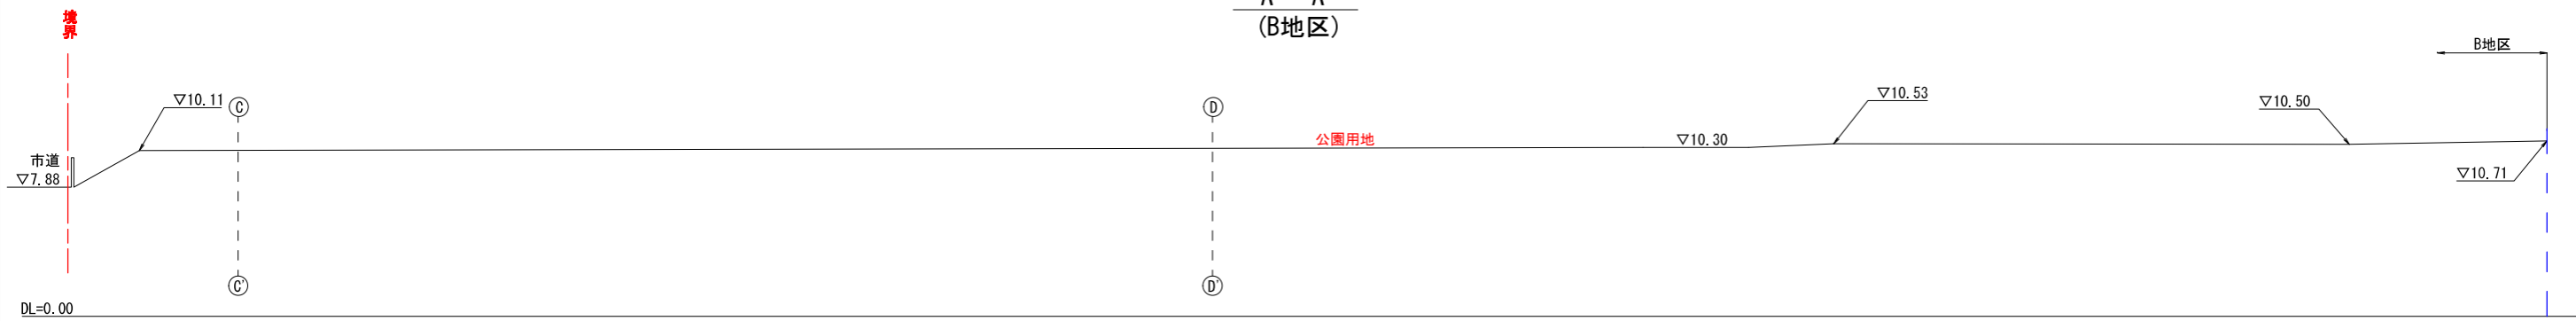 A A
(B地区)
境界
B地区
▽10.11
C
D
▽10.53
▽10.50
公園用地
▽10.30
市道
▽7.88
▽10.71
C'
D'
DL=0.00